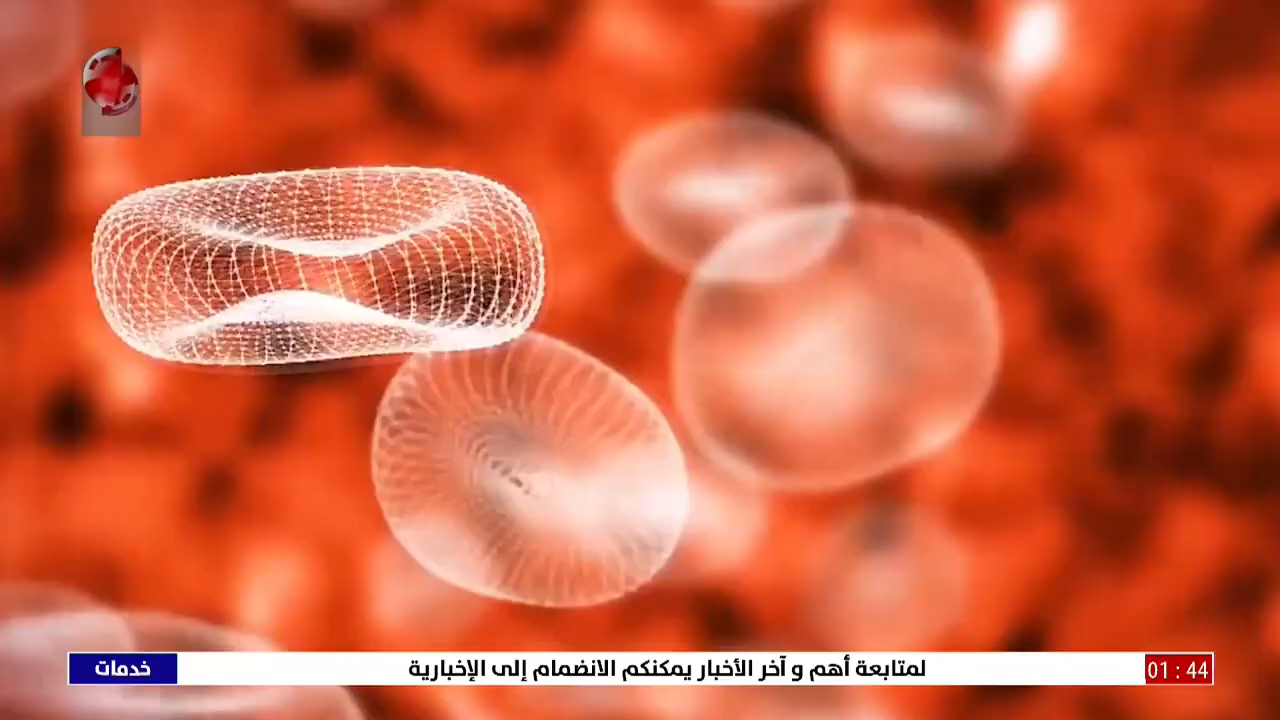 لمتابعة أهم و آخر الأخبار يمكنكم الانضمام إلى الإخبارية
خدمات
01 : 44